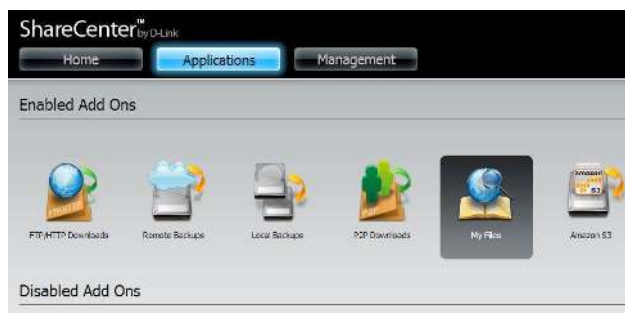 ShareCenter™ by D-Link
Home Applications Management
Enabled Add Ons
FTP/HTTP Downloads Remote Backups Local Backups P2P Downloads My Files Amazon S3
Disabled Add Ons